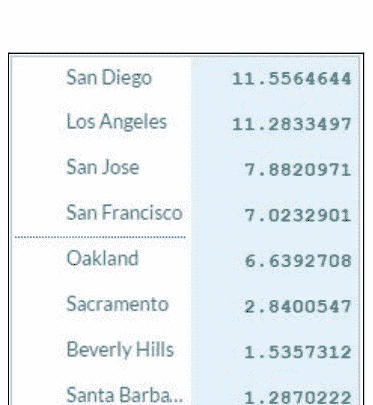 San Diego 11.5564644
Los Angeles 11.2833497
San Jose 7.8820971
San Francisco 7.0232901
Oakland 6.6392708
Sacramento 2.8400547
Beverly Hills 1.5357312
Santa Barba... 1.2870222